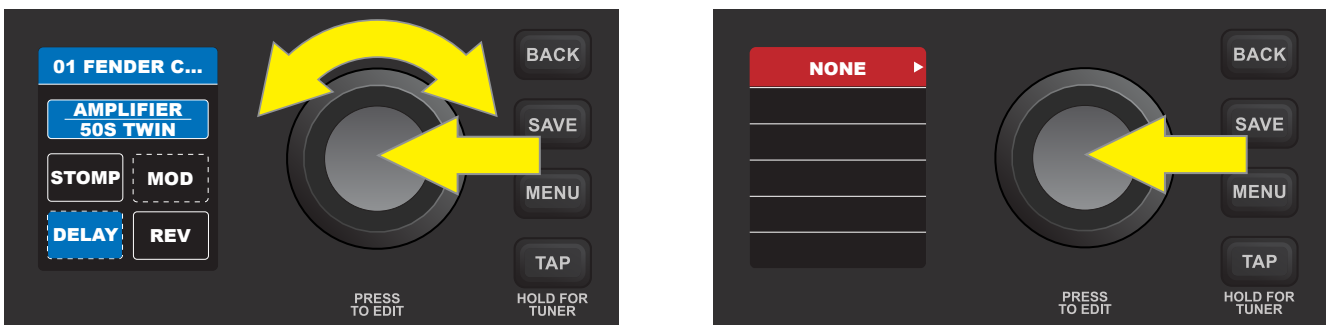 01 FENDER C...
AMPLIFIER
50S TWIN
STOMP
MOD
DELAY
REV
BACK
SAVE
MENU
TAP
HOLD FOR
TUNER
PRESS
TO EDIT
NONE
BACK
SAVE
MENU
TAP
HOLD FOR
TUNER
PRESS
TO EDIT